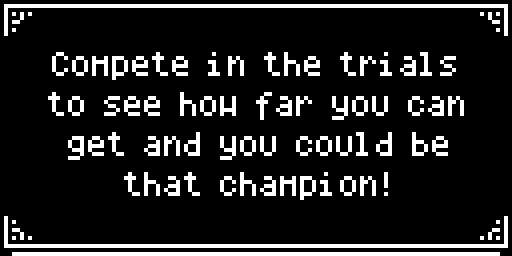 Compete in the trials
to see how far you can
get and you could be
that champion!